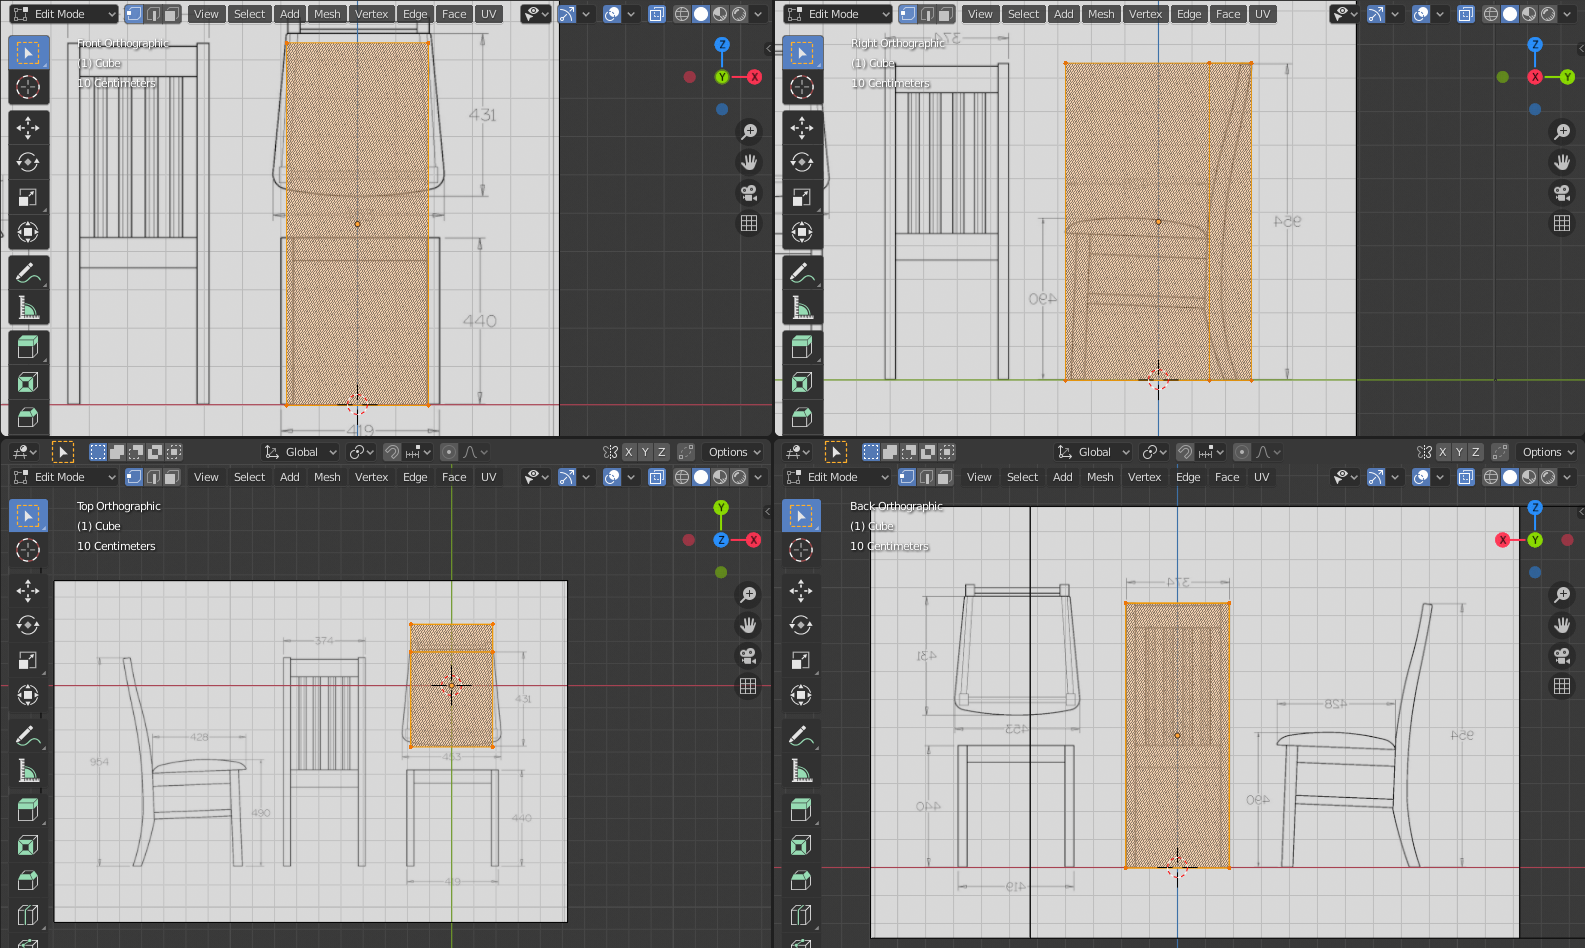 Edit Mode View Select Add Mesh Vertex Edge Face UV
Front Orthographic
(1) Cube
10 Centimeters
Z
Y
X
431
440
419
Edit Mode View Select Add Mesh Vertex Edge Face UV
Right Orthographic
(1) Cube
10 Centimeters
Z
X
Y
374
954
490
Global X Y Z Options
Edit Mode View Select Add Mesh Vertex Edge Face UV
Top Orthographic
(1) Cube
10 Centimeters
Y
Z
X
374
431
428
954
453
490
440
419
Global X Y Z Options
Edit Mode View Select Add Mesh Vertex Edge Face UV
Back Orthographic
(1) Cube
10 Centimeters
Z
X
Y
374
431
428
453
954
490
440
419